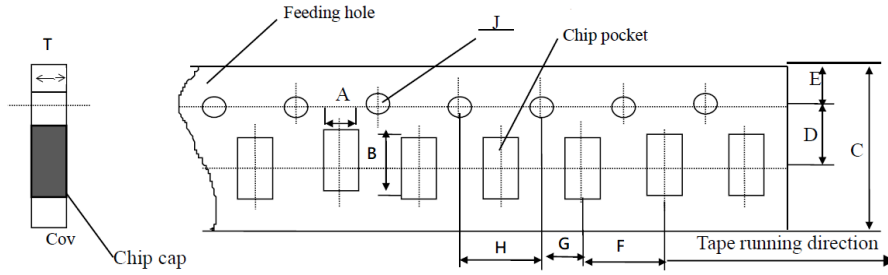 Feeding hole
J
Chip pocket
T
A
E
B
D
C
H
G
F
Tape running direction
Cov
Chip cap